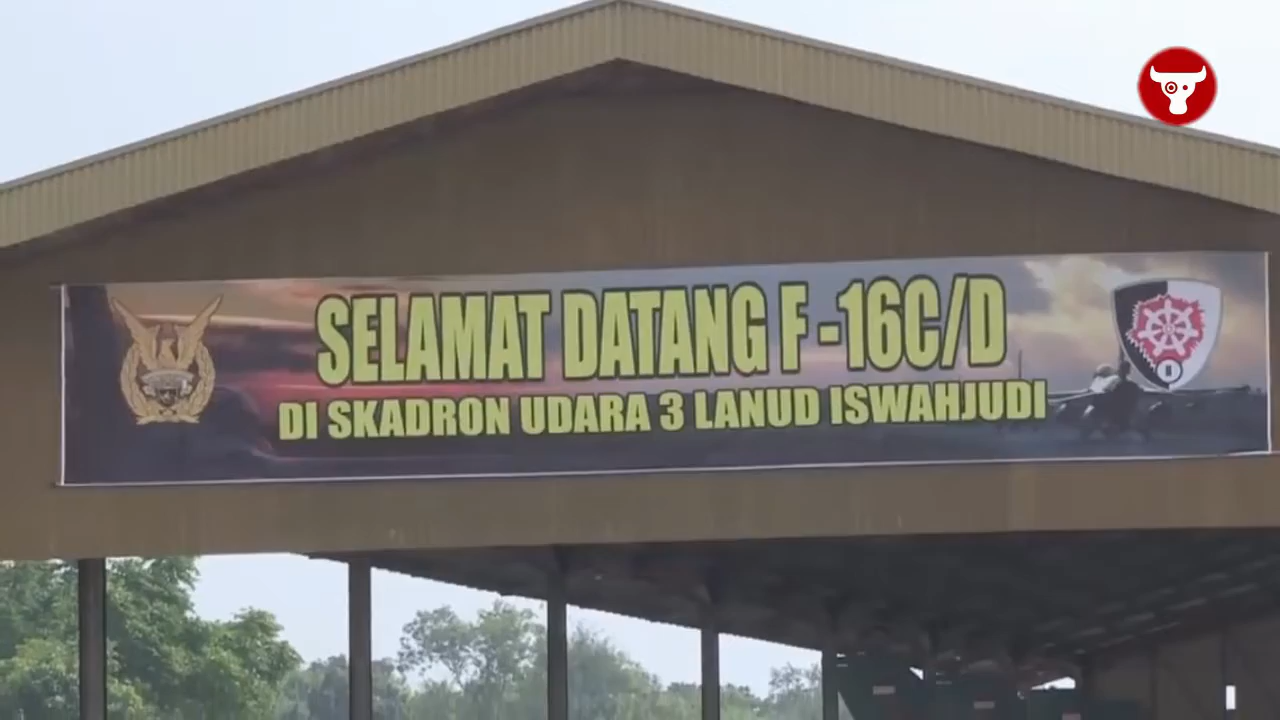 SELAMAT DATANG F-16C/D
DI SKADRON UDARA 3 LANUD ISWAHJUDI